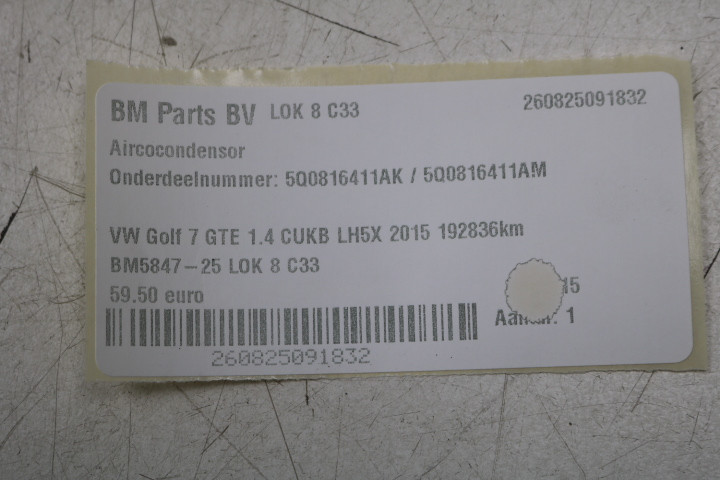 BM Parts BV LOK 8 C33 260825091832
Aircocondensor
Onderdeelnummer: 5Q0816411AK / 5Q0816411AM
VW Golf 7 GTE 1.4 CUKB LH5X 2015 192836km
BM5847-25 LOK 8 C33
59.50 euro 15
1
260825091832